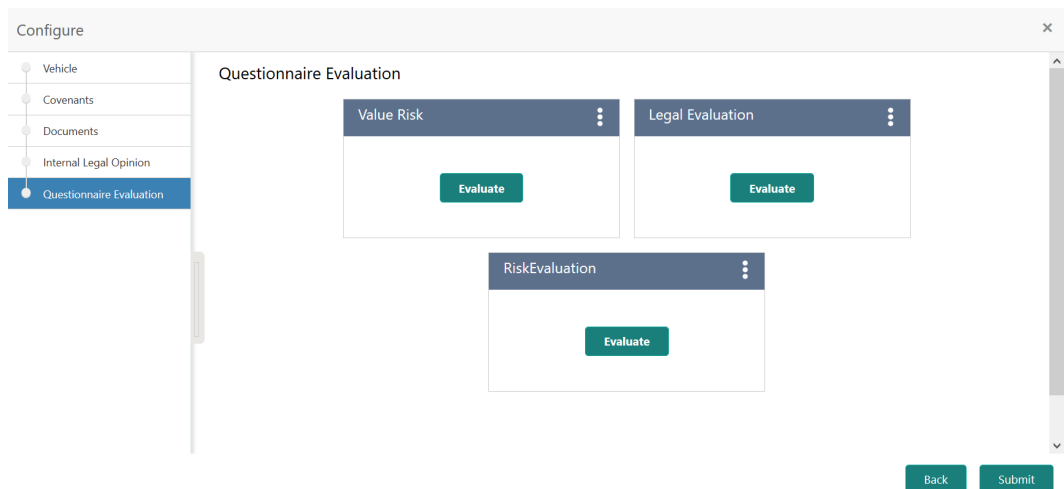 Configure
×
Vehicle
Covenants
Documents
Internal Legal Opinion
Questionnaire Evaluation
Questionnaire Evaluation
Value Risk
Evaluate
Legal Evaluation
Evaluate
RiskEvaluation
Evaluate
Back
Submit